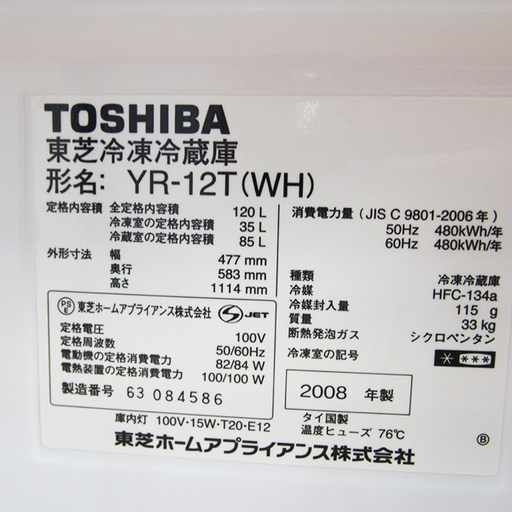 TOSHIBA
東芝冷凍冷蔵庫
形名: YR-12T(WH)
定格内容積 全定格内容積 120 L
冷凍室の定格内容積 35 L
冷蔵室の定格内容積 85 L
外形寸法 幅 477 mm
奥行 583 mm
高さ 1114 mm
PS E 東芝ホームアプライアンス株式会社 JET
定格電圧 100V
定格周波数 50/60Hz
電動機の定格消費電力 82/84 W
電熱装置の定格消費電力 100/100 W
製造番号 63 084586
消費電力量 (JIS C 9801-2006 年)
50Hz 480kWh/年
60Hz 480kWh/年
種類 冷凍冷蔵庫
冷媒 HFC-134a
冷媒封入量 115 g
質量 33 kg
断熱発泡ガス シクロペンタン
冷凍室の記号 * ***
2008 年製
タイ国製
温度ヒューズ 76℃
庫内灯 100V・15W・T20・E12
東芝ホームアプライアンス株式会社
Ⓑ